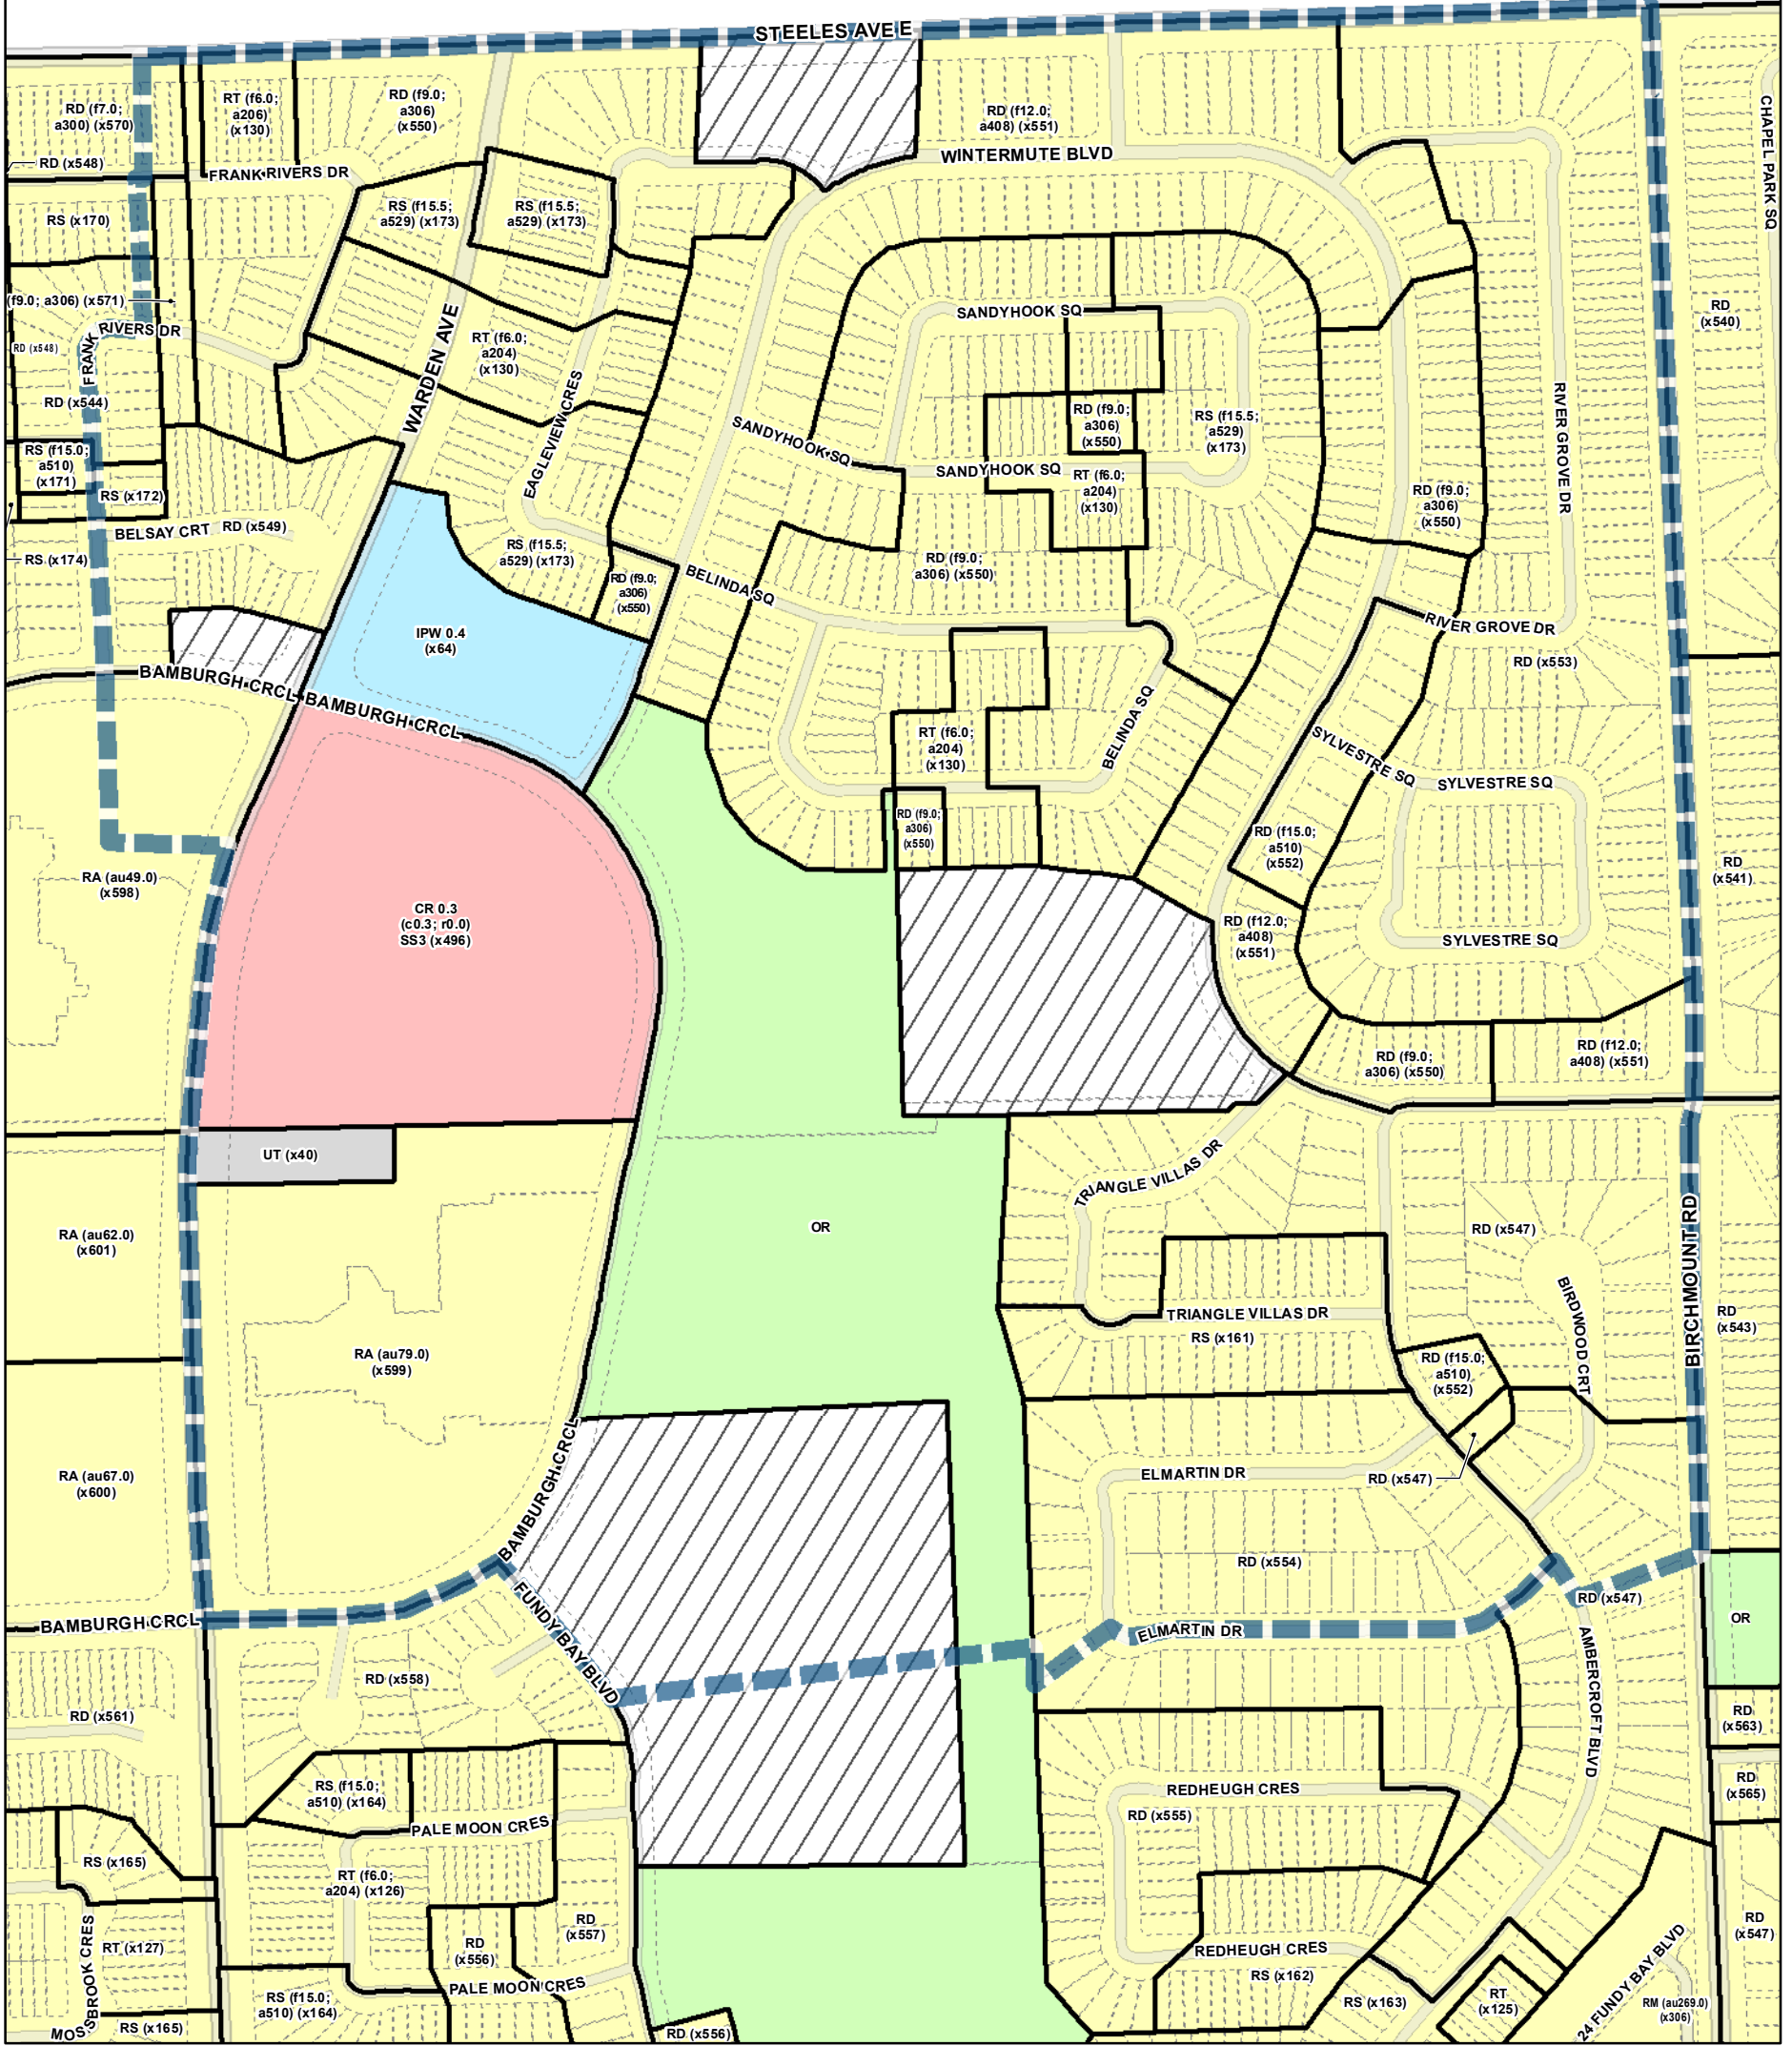 STEELES AVE E
RD (f7.0;
a300) (x570)
RT (f6.0;
a206)
(x130)
RD (f9.0;
a306)
(x550)
RD (f12.0;
a408) (x551)
CHAPEL PARK SQ
WINTERMUTE BLVD
RD (x548)
FRANK RIVERS DR
RS (x170)
RS (f15.5;
a529) (x173)
RS (f15.5;
a529) (x173)
(f9.0; a306) (x571)
RIVERS DR
FRANK
RD (x548)
RD (x544)
WARDEN AVE
RT (f6.0;
a204)
(x130)
EAGLEVIEW CRES
SANDYHOOK SQ
RD
(x540)
RD (f9.0;
a306)
(x550)
RS (f15.5;
a529)
(x173)
SANDYHOOK SQ
SANDYHOOK SQ
RT (f6.0;
a204)
(x130)
RIVER GROVE DR
RD (f9.0;
a306)
(x550)
RS (f15.0;
a510)
(x171)
RS (x172)
BELSAY CRT
RD (x549)
RS (x174)
RS (f15.5;
a529) (x173)
RD (f9.0;
a306)
(x550)
BELINDA SQ
RD (f9.0;
a306) (x550)
IPW 0.4
(x64)
RIVER GROVE DR
RD (x553)
BAMBURGH CRCL
BAMBURGH CRCL
RT (f6.0;
a204)
(x130)
BELINDA SQ
SYLVESTRE SQ
SYLVESTRE SQ
RD (f9.0;
a306)
(x550)
RD (f15.0;
a510)
(x552)
RD
(x541)
RA (au49.0)
(x598)
CR 0.3
(c0.3; r0.0)
SS3 (x496)
RD (f12.0;
a408)
(x551)
SYLVESTRE SQ
RD (f9.0;
a306) (x550)
RD (f12.0;
a408) (x551)
UT (x40)
TRIANGLE VILLAS DR
RA (au62.0)
(x601)
OR
RD (x547)
BIRCHMOUNT RD
BIRDWOOD CRT
TRIANGLE VILLAS DR
RS (x161)
RD
(x543)
RA (au79.0)
(x599)
RD (f15.0;
a510)
(x552)
RA (au67.0)
(x600)
BAMBURGH CRCL
ELMARTIN DR
RD (x547)
RD (x554)
RD (x547)
OR
BAMBURGH CRCL
FUNDY BAY BLVD
ELMARTIN DR
AMBERCROFT BLVD
RD (x558)
RD (x561)
RD
(x563)
RS (f15.0;
a510) (x164)
REDHEUGH CRES
RD (x555)
RD
(x565)
PALE MOON CRES
RS (x165)
RT (f6.0;
a204) (x126)
RD
(x557)
RD
(x556)
RD
(x547)
MOSSBROOK CRES
RT (x127)
REDHEUGH CRES
RS (x162)
PALE MOON CRES
RS (f15.0;
a510) (x164)
RS (x163)
RT
(x125)
24 FUNDY BAY BLVD
RM (au269.0)
(x306)
RS (x165)
RD (x556)